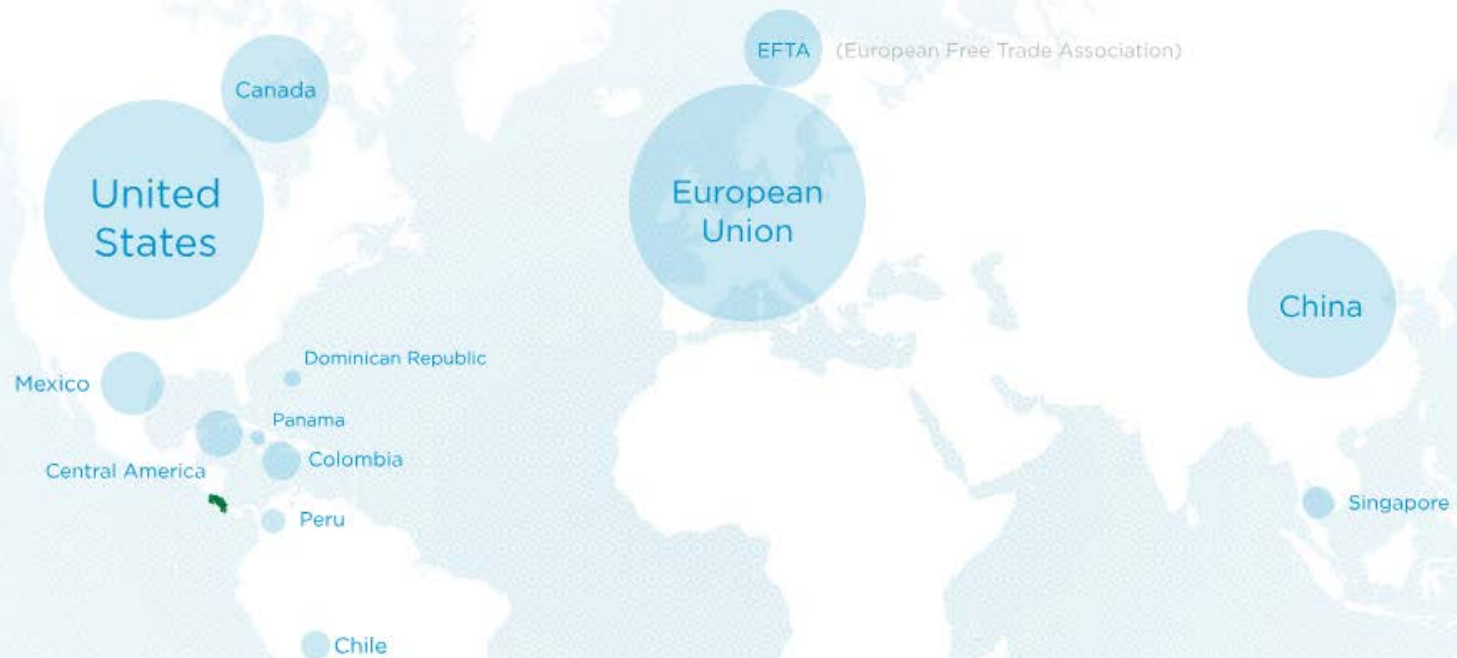 EFTA (European Free Trade Association)
Canada
United
States
European
Union
China
Dominican Republic
Mexico
Panama
Colombia
Central America
Singapore
Peru
Chile